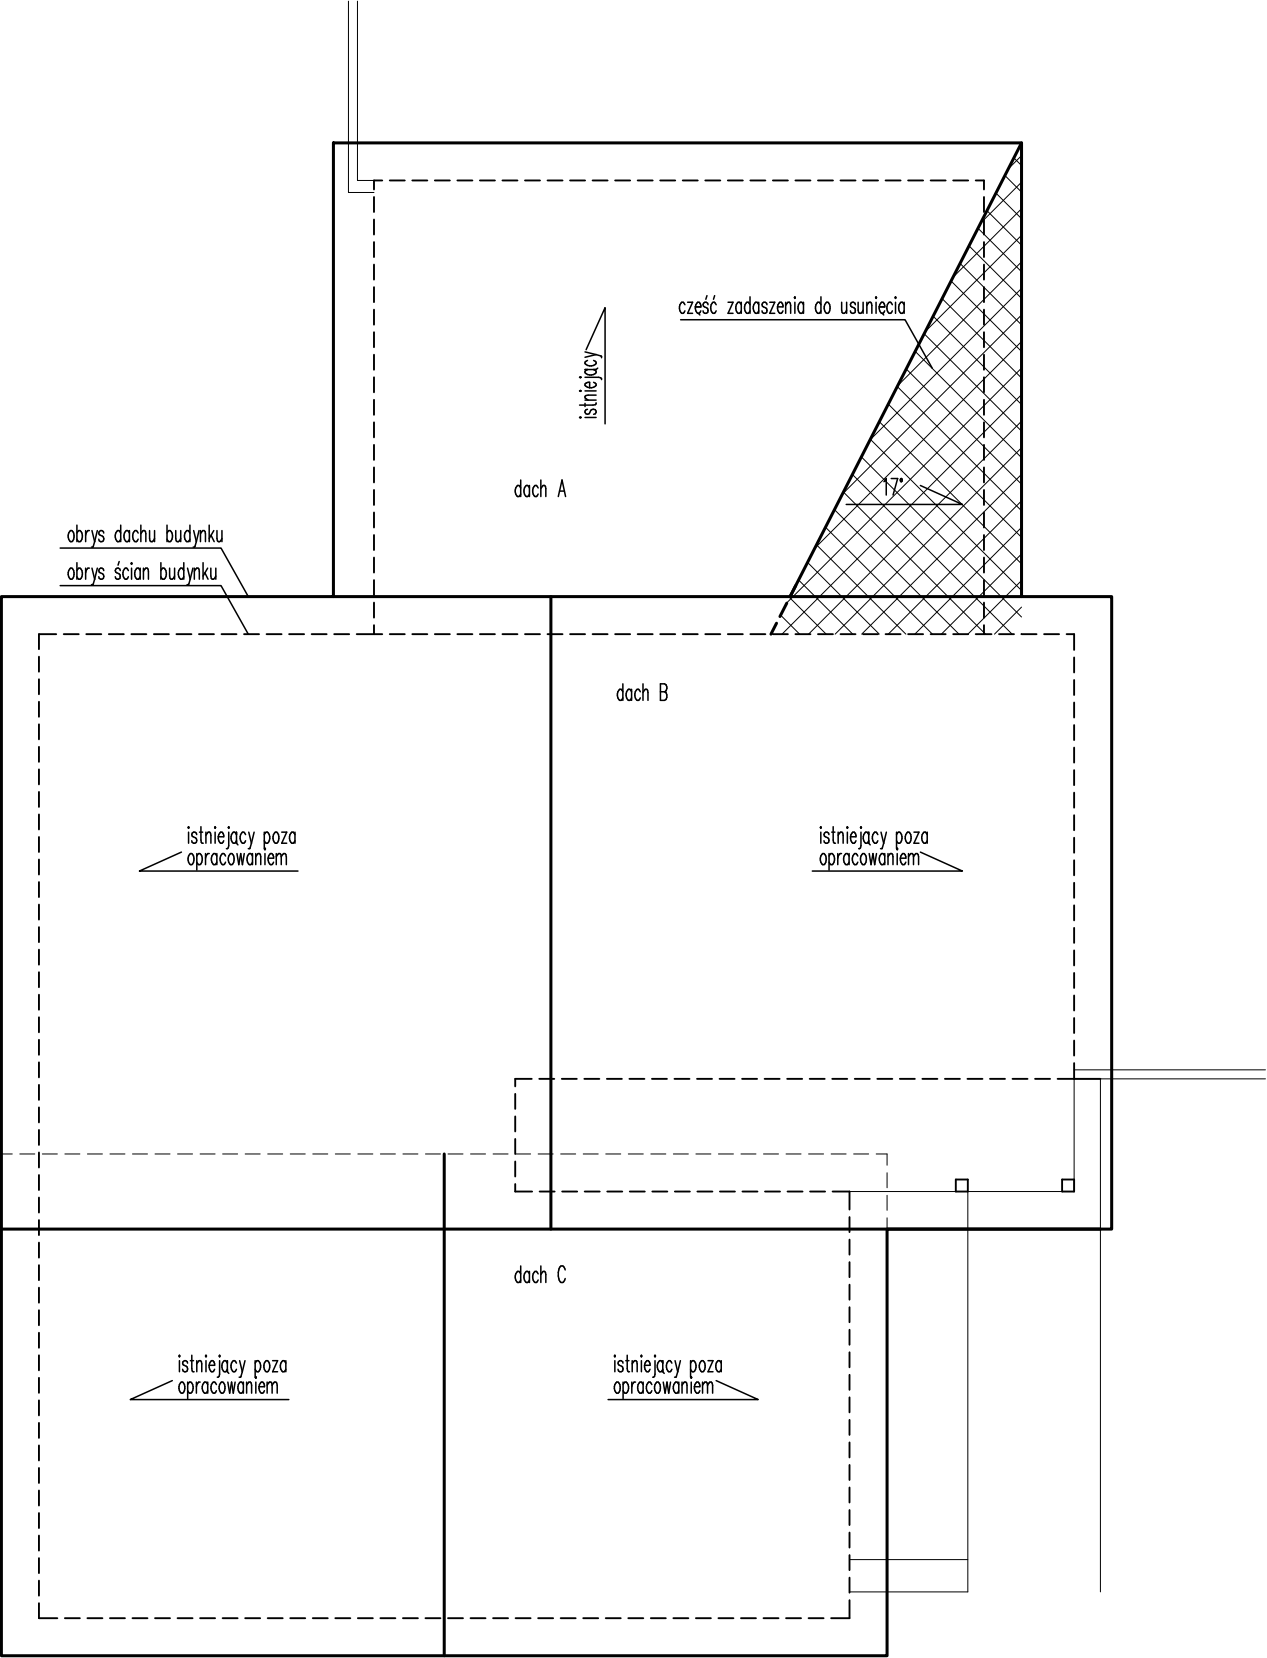 część zadaszenia do usunięcia
istniejący
17°
dach A
obrys dachu budynku
obrys ścian budynku
dach B
istniejący poza
opracowaniem
istniejący poza
opracowaniem
dach C
istniejący poza
opracowaniem
istniejący poza
opracowaniem